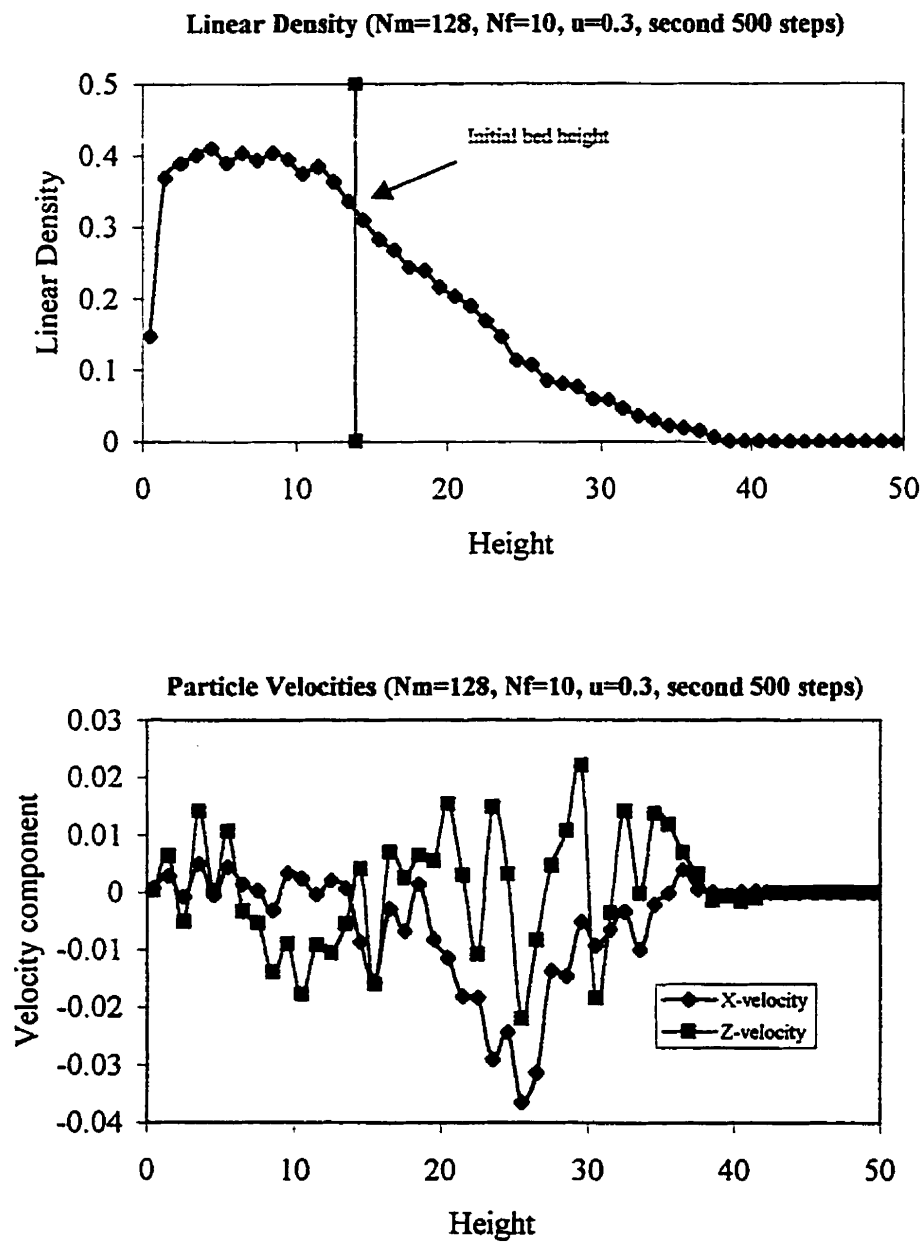 Linear Density (Nm=128, Nf=10, u=0.3, second 500 steps)
0.5
0.4
0.3
0.2
0.1
0
Linear Density
Initial bed height
0 10 20 30 40 50
Height
Particle Velocities (Nm=128, Nf=10, u=0.3, second 500 steps)
0.03
0.02
0.01
0
-0.01
-0.02
-0.03
-0.04
Velocity component
X-velocity
Z-velocity
0 10 20 30 40 50
Height